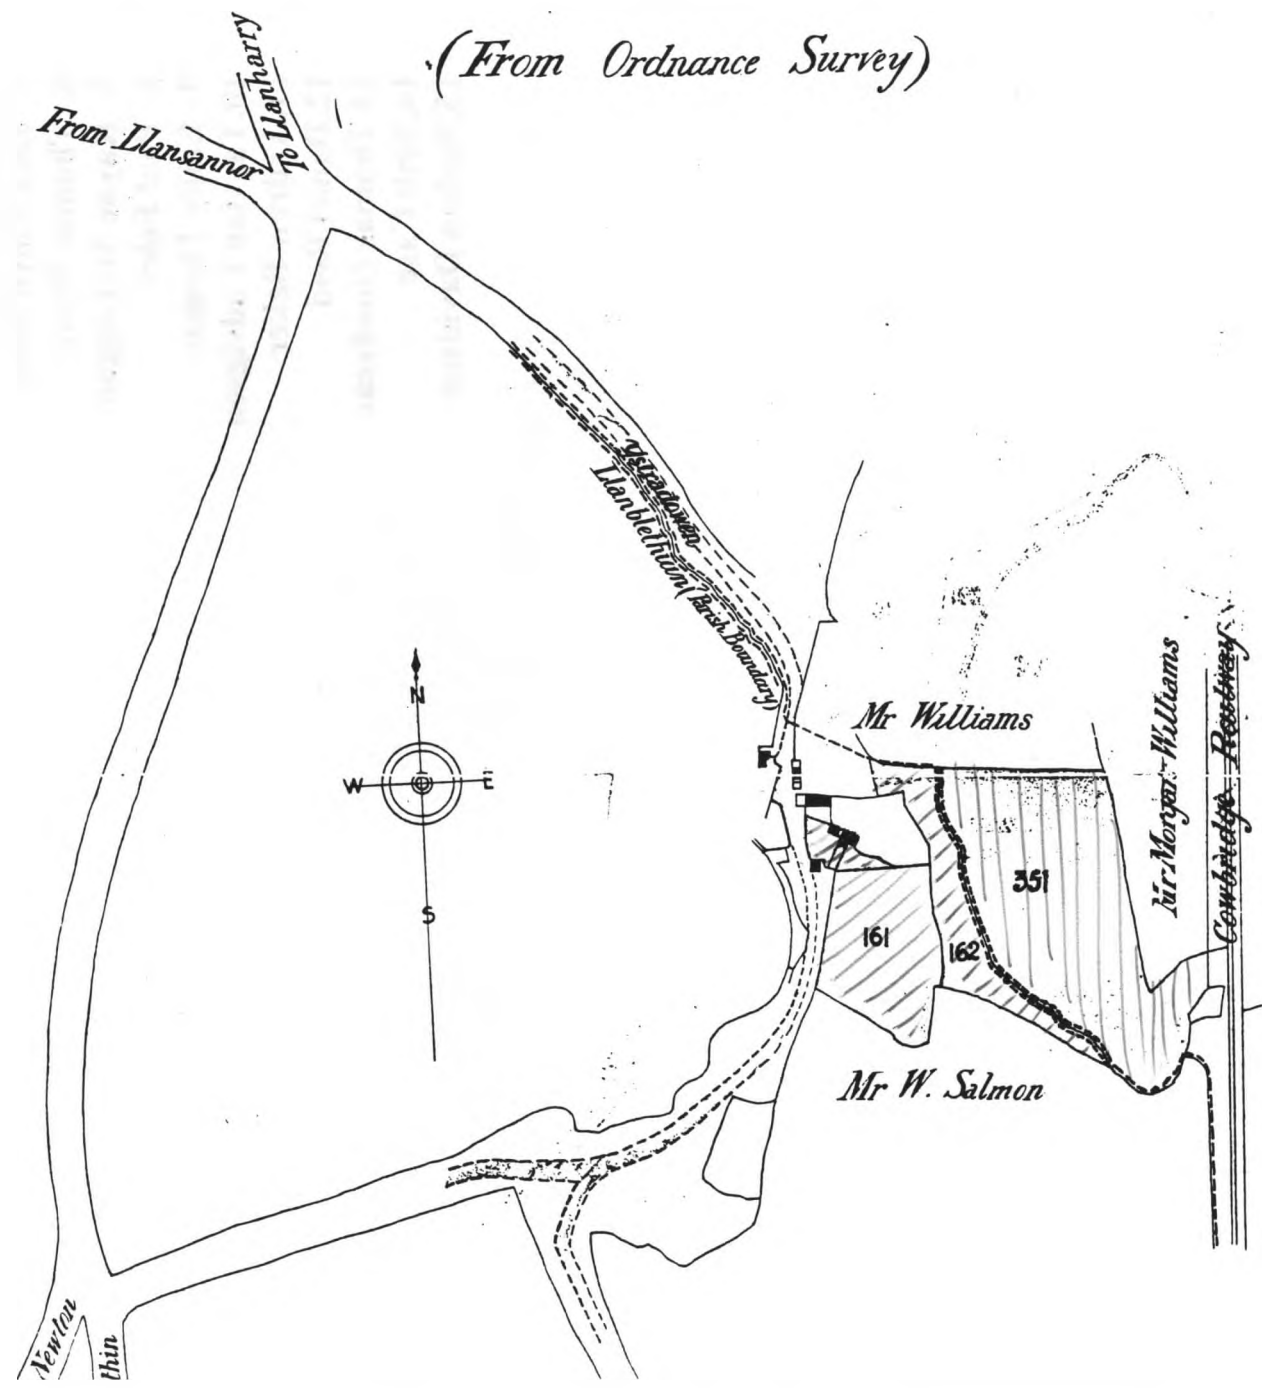 (From Ordnance Survey)
To Llanharry
From Llansannor
Ystradowen
Llanblethian (Parish Boundary)
N
W
E
S
Mr Williams
Mr Morgan Williams
Cowbridge Railway
351
161
162
Mr W. Salmon
Newton
thin